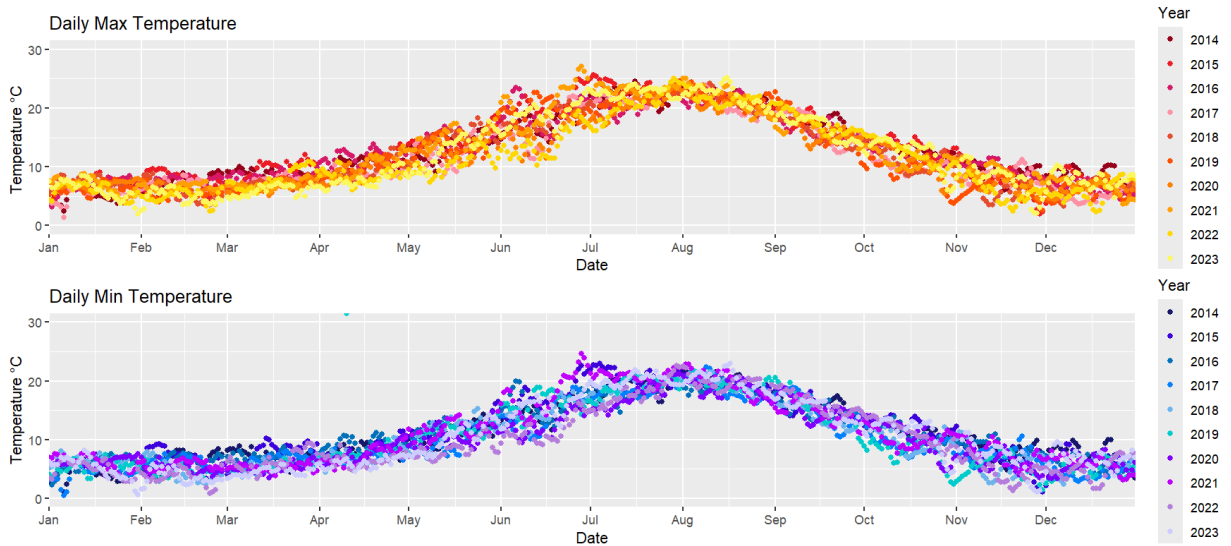 Daily Max Temperature
Temperature °C
30
20
10
0
Jan Feb Mar Apr May Jun Jul Aug Sep Oct Nov Dec
Date
Year
2014
2015
2016
2017
2018
2019
2020
2021
2022
2023
Daily Min Temperature
Temperature °C
30
20
10
0
Jan Feb Mar Apr May Jun Jul Aug Sep Oct Nov Dec
Date
Year
2014
2015
2016
2017
2018
2019
2020
2021
2022
2023